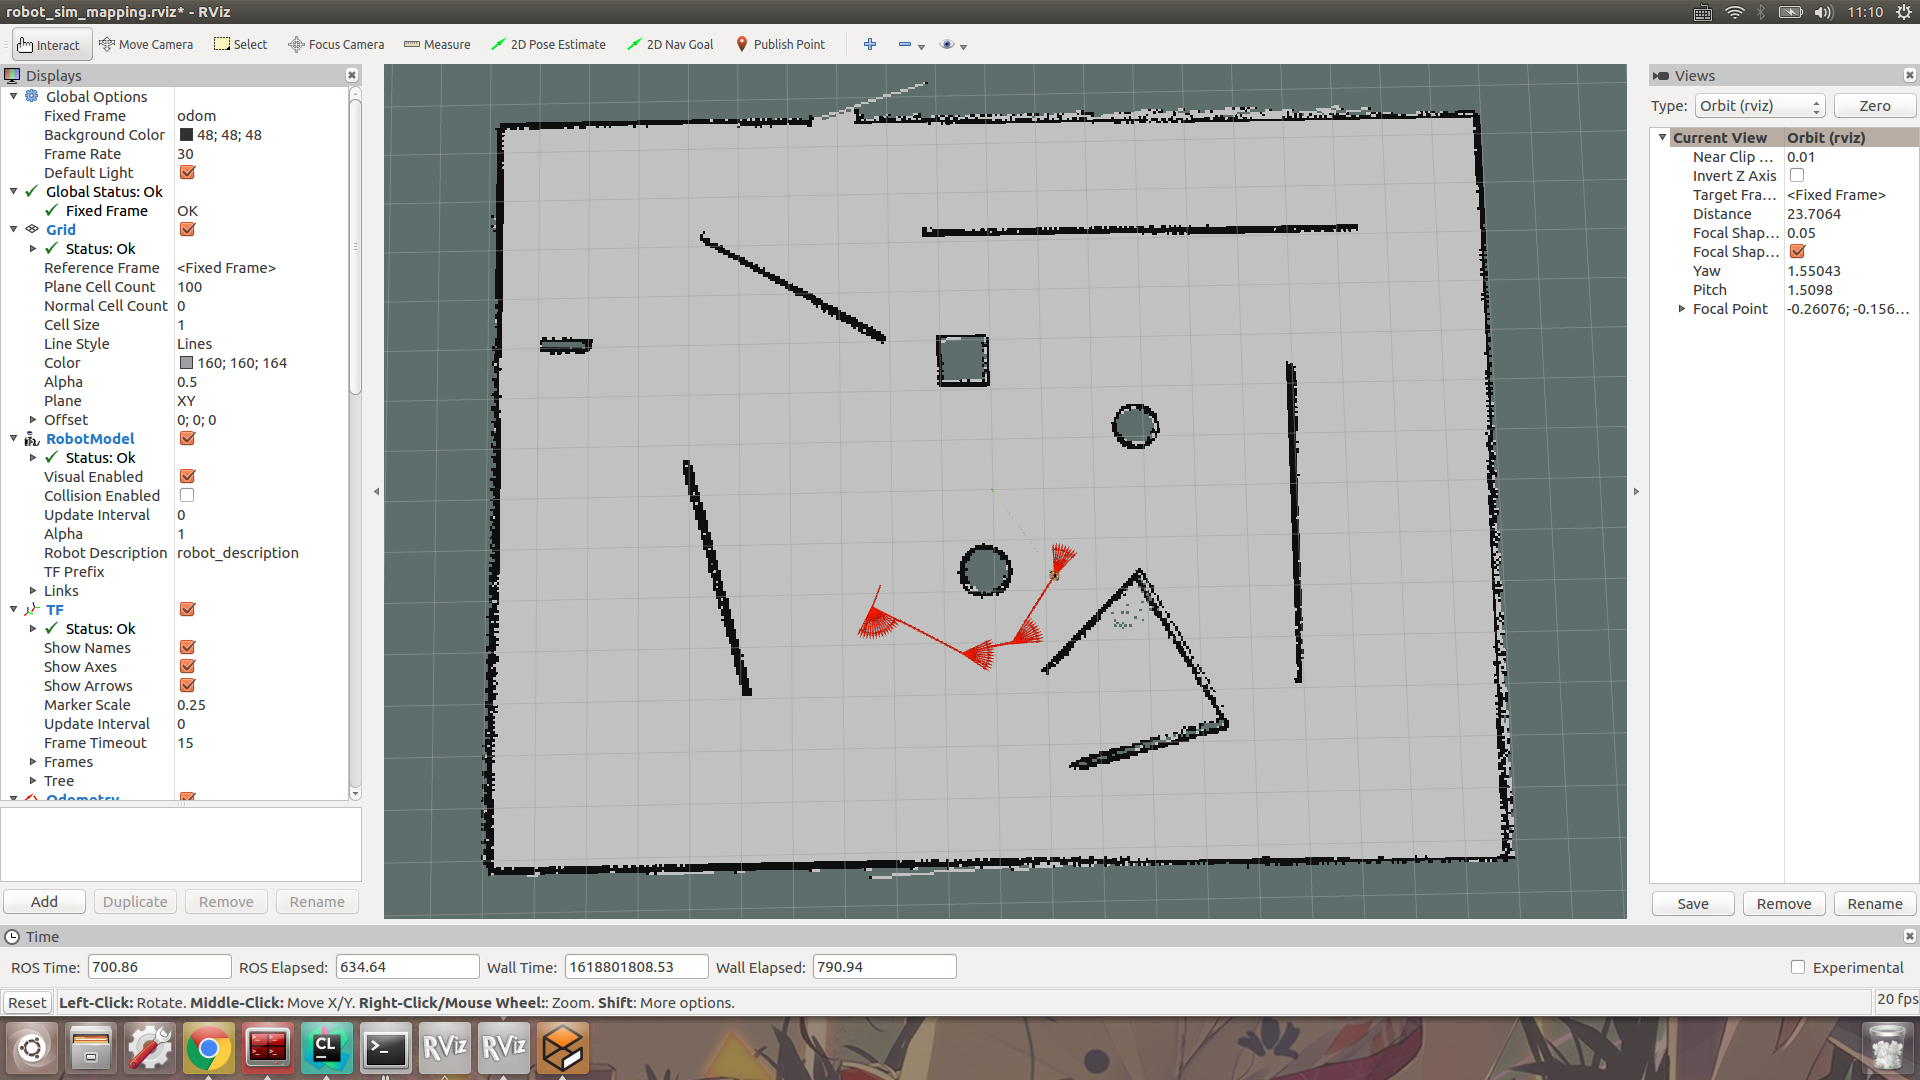 robot_sim_mapping.rviz* - RViz
11:10
Interact Move Camera Select Focus Camera Measure 2D Pose Estimate 2D Nav Goal Publish Point
Displays
Global Options
Fixed Frame odom
Background Color 48; 48; 48
Frame Rate 30
Default Light
Global Status: Ok
Fixed Frame OK
Grid
Status: Ok
Reference Frame <Fixed Frame>
Plane Cell Count 100
Normal Cell Count 0
Cell Size 1
Line Style Lines
Color 160; 160; 164
Alpha 0.5
Plane XY
Offset 0; 0; 0
RobotModel
Status: Ok
Visual Enabled
Collision Enabled
Update Interval 0
Alpha 1
Robot Description robot_description
TF Prefix
Links
TF
Status: Ok
Show Names
Show Axes
Show Arrows
Marker Scale 0.25
Update Interval 0
Frame Timeout 15
Frames
Tree
Odometry
Add Duplicate Remove Rename
Views
Type: Orbit (rviz) Zero
Current View Orbit (rviz)
Near Clip ... 0.01
Invert Z Axis
Target Fra... <Fixed Frame>
Distance 23.7064
Focal Shap... 0.05
Focal Shap...
Yaw 1.55043
Pitch 1.5098
Focal Point -0.26076; -0.156...
Save Remove Rename
Time
ROS Time: 700.86 ROS Elapsed: 634.64 Wall Time: 1618801808.53 Wall Elapsed: 790.94 Experimental
Reset Left-Click: Rotate. Middle-Click: Move X/Y. Right-Click/Mouse Wheel:: Zoom. Shift: More options. 20 fps
CL RViz RViz